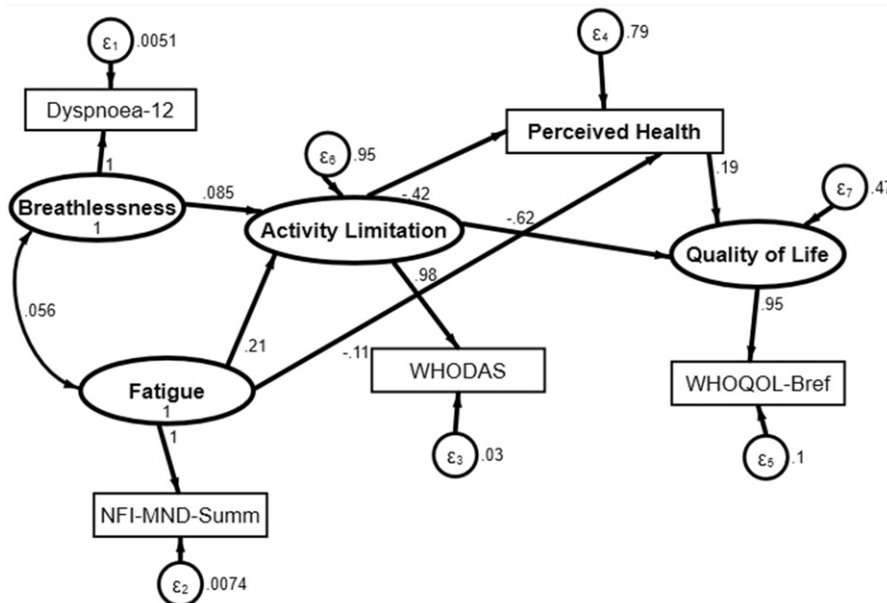 ε1 .0051
ε4 .79
Dyspnoea-12
Perceived Health
1
ε6 .95
.085
-.42
.19
ε7 .47
Breathlessness
1
Activity Limitation
-.62
Quality of Life
.98
.95
.056
.21
-.11
Fatigue
1
1
WHODAS
WHOQOL-Bref
ε3 .03
ε5 .1
NFI-MND-Summ
ε2 .0074